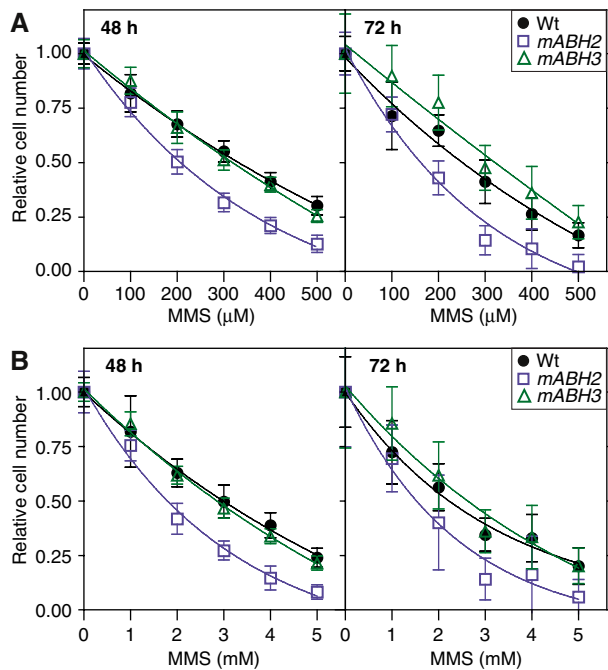 A
48 h
72 h
Wt
mABH2
mABH3
Relative cell number
1.00
0.75
0.50
0.25
0.00
0 100 200 300 400 500
0 100 200 300 400 500
MMS (μM)
MMS (μM)
B
48 h
72 h
Wt
mABH2
mABH3
Relative cell number
1.00
0.75
0.50
0.25
0.00
0 1 2 3 4 5
0 1 2 3 4 5
MMS (mM)
MMS (mM)